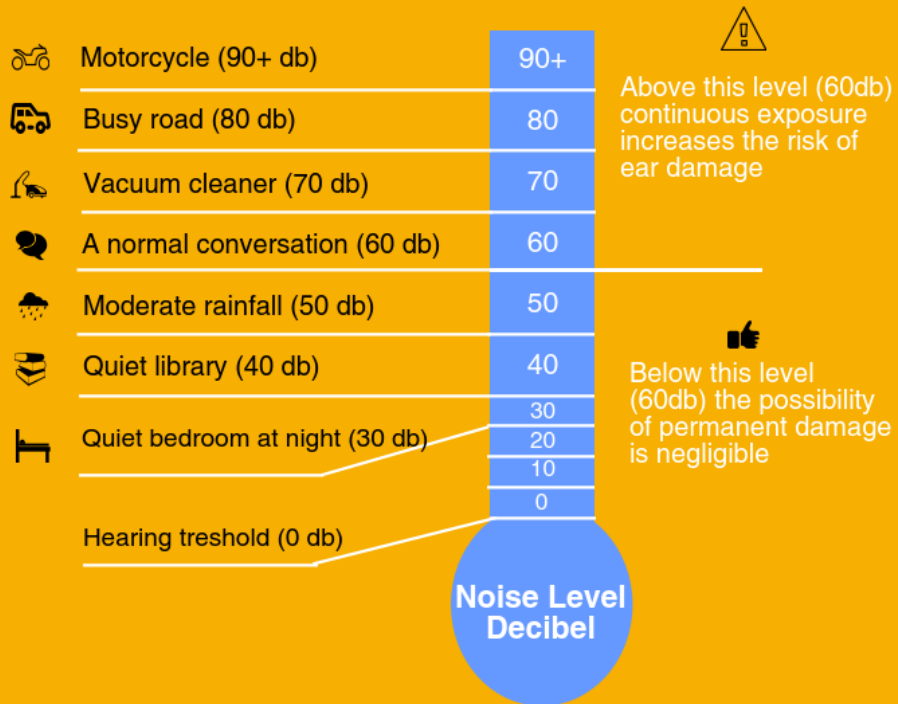 Motorcycle (90+ db)
90+
Busy road (80 db)
80
Vacuum cleaner (70 db)
70
A normal conversation (60 db)
60
Moderate rainfall (50 db)
50
Quiet library (40 db)
40
Quiet bedroom at night (30 db)
30
20
10
0
Hearing treshold (0 db)
Noise Level
Decibel
Above this level (60db)
continuous exposure
increases the risk of
ear damage
Below this level
(60db) the possibility
of permanent damage
is negligible